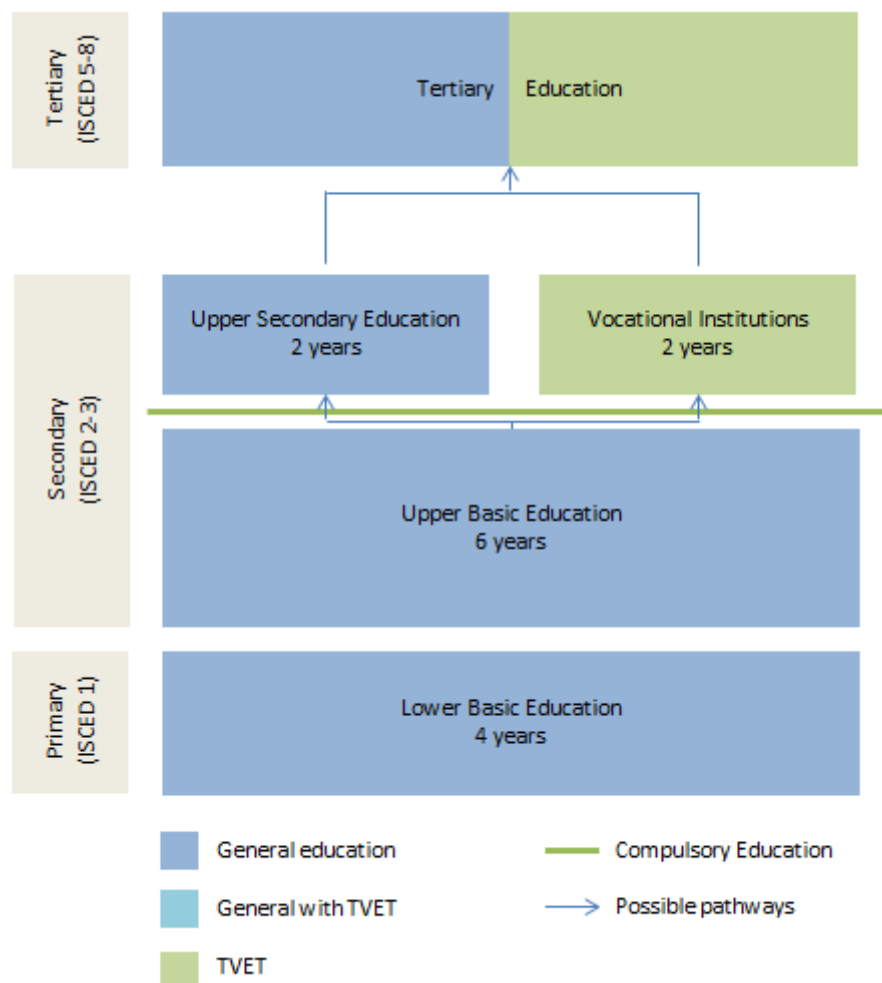 Tertiary
(ISCED 5-8)
Tertiary Education
Secondary
(ISCED 2-3)
Upper Secondary Education
2 years
Vocational Institutions
2 years
Upper Basic Education
6 years
Primary
(ISCED 1)
Lower Basic Education
4 years
General education
Compulsory Education
General with TVET
Possible pathways
TVET